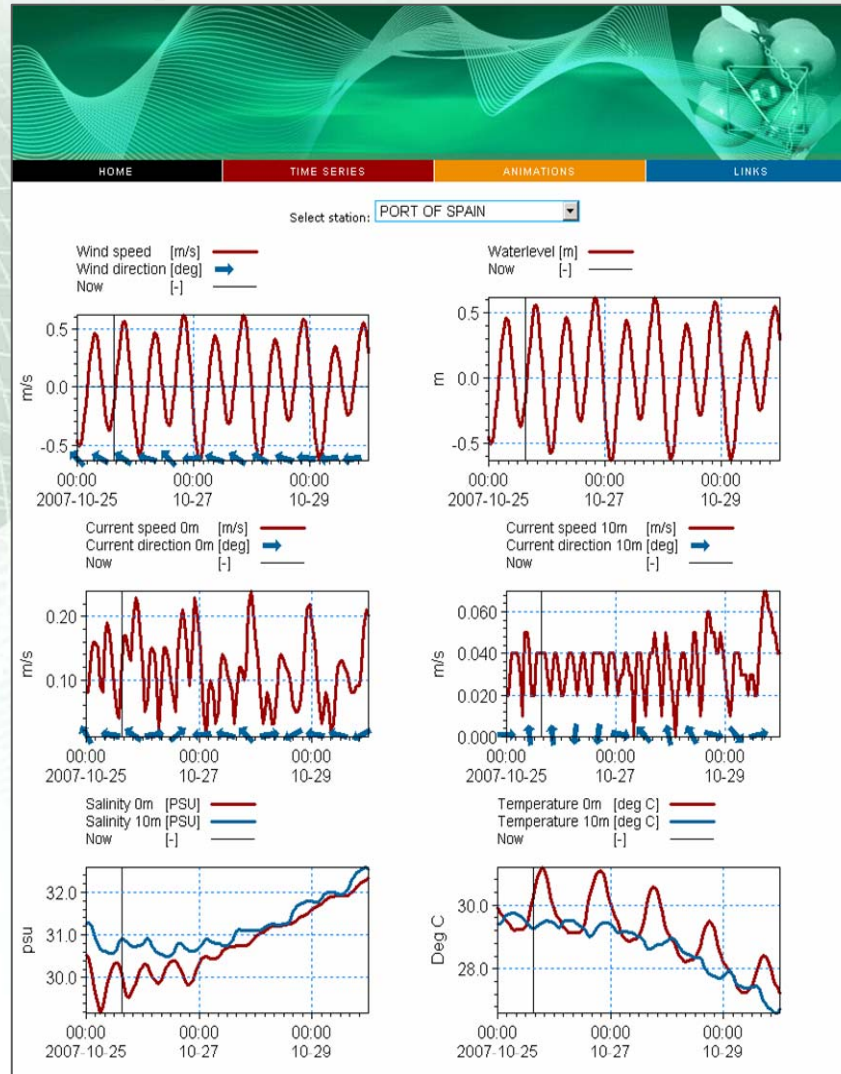 HOME TIME SERIES ANIMATIONS LINKS
Select station: PORT OF SPAIN
Wind speed [m/s]
Wind direction [deg]
Now [-]
m/s
0.5
0.0
-0.5
00:00 00:00 00:00
2007-10-25 10-27 10-29
Waterlevel [m]
Now [-]
m
0.5
0.0
-0.5
00:00 00:00 00:00
2007-10-25 10-27 10-29
Current speed 0m [m/s]
Current direction 0m [deg]
Now [-]
m/s
0.20
0.10
00:00 00:00 00:00
2007-10-25 10-27 10-29
Current speed 10m [m/s]
Current direction 10m [deg]
Now [-]
m/s
0.060
0.040
0.020
0.000
00:00 00:00 00:00
2007-10-25 10-27 10-29
Salinity 0m [PSU]
Salinity 10m [PSU]
Now [-]
psu
32.0
31.0
30.0
00:00 00:00 00:00
2007-10-25 10-27 10-29
Temperature 0m [deg C]
Temperature 10m [deg C]
Now [-]
Deg C
30.0
28.0
00:00 00:00 00:00
2007-10-25 10-27 10-29